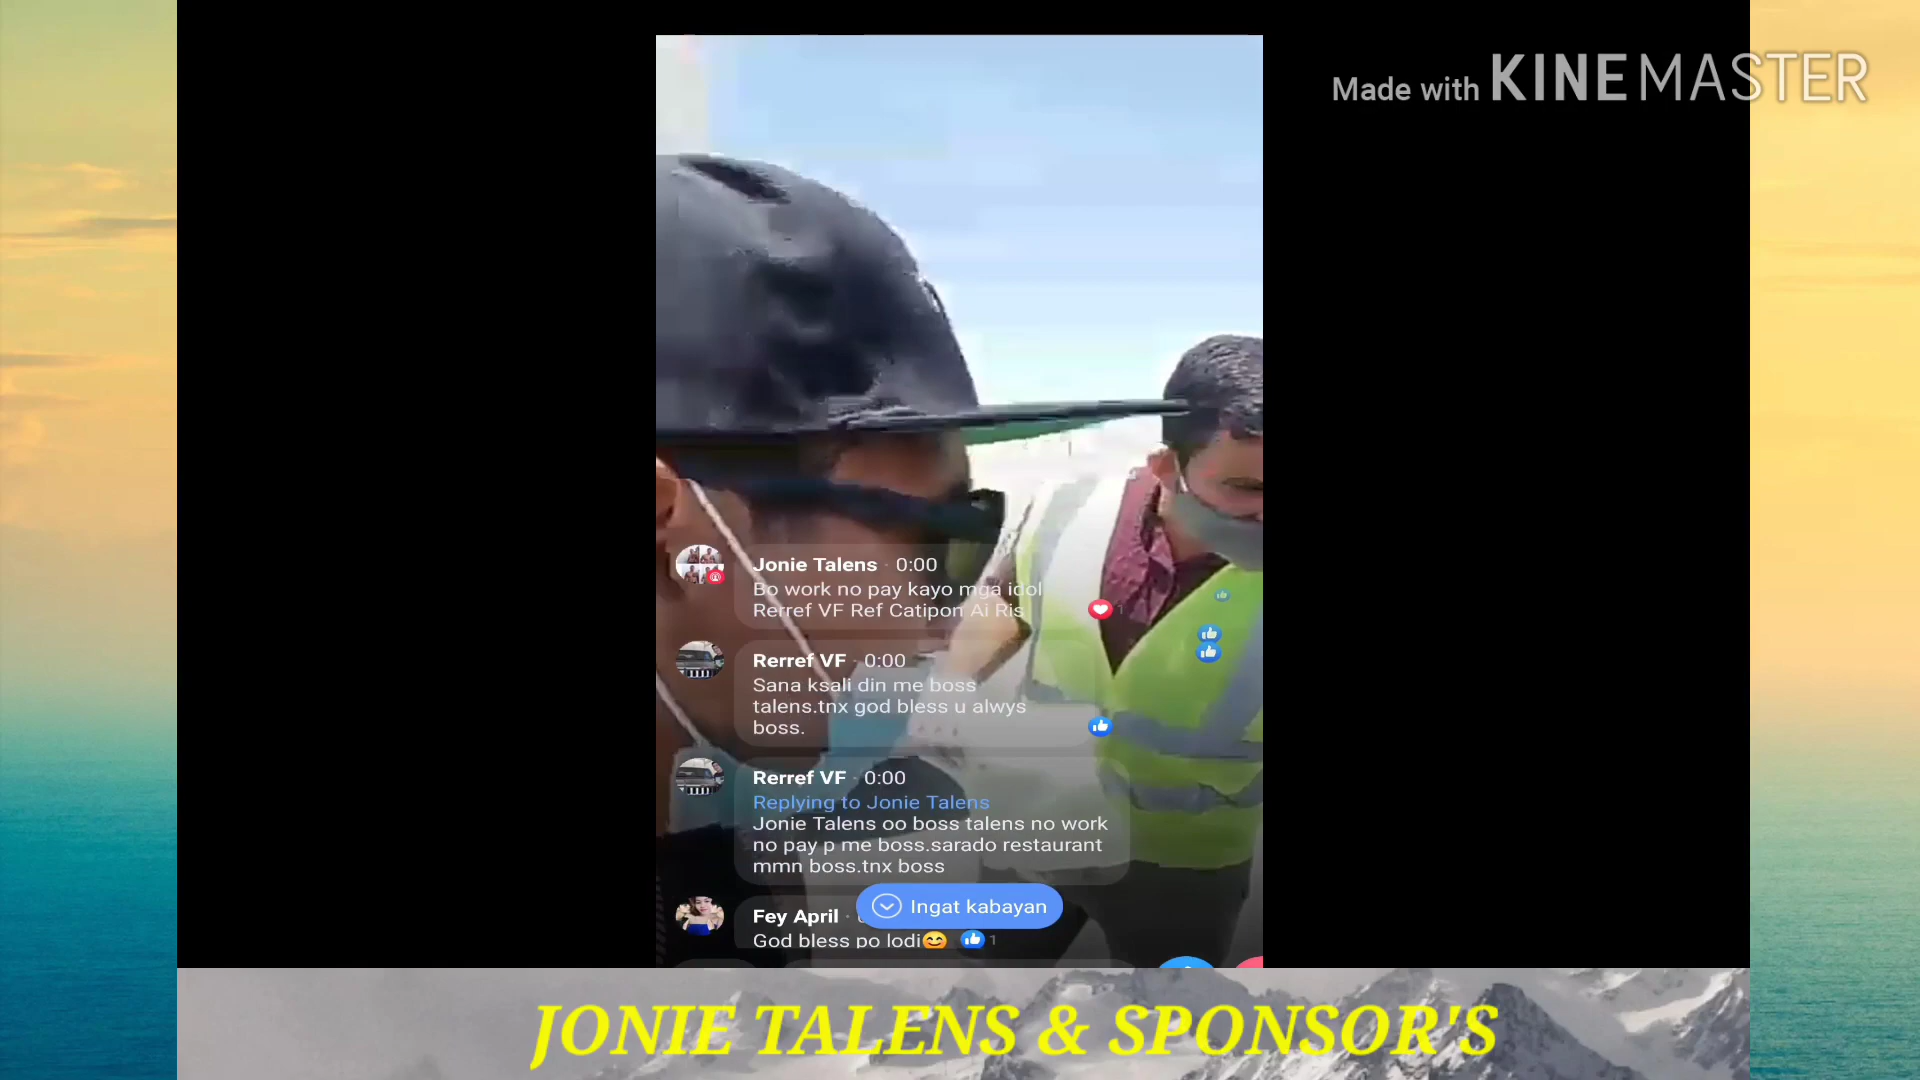 Made with KINEMASTER
Jonie Talens · 0:00
Bo work no pay kayo mga idol
Rerref VF Ref Catipon Ai Ris
1
Rerref VF · 0:00
Sana ksali din me boss
talens.tnx god bless u alwys
boss.
Rerref VF · 0:00
Replying to Jonie Talens
Jonie Talens oo boss talens no work
no pay p me boss.sarado restaurant
mmn boss.tnx boss
Fey April ·
Ingat kabayan
God bless po lodi😊 1
JONIE TALENS & SPONSOR'S